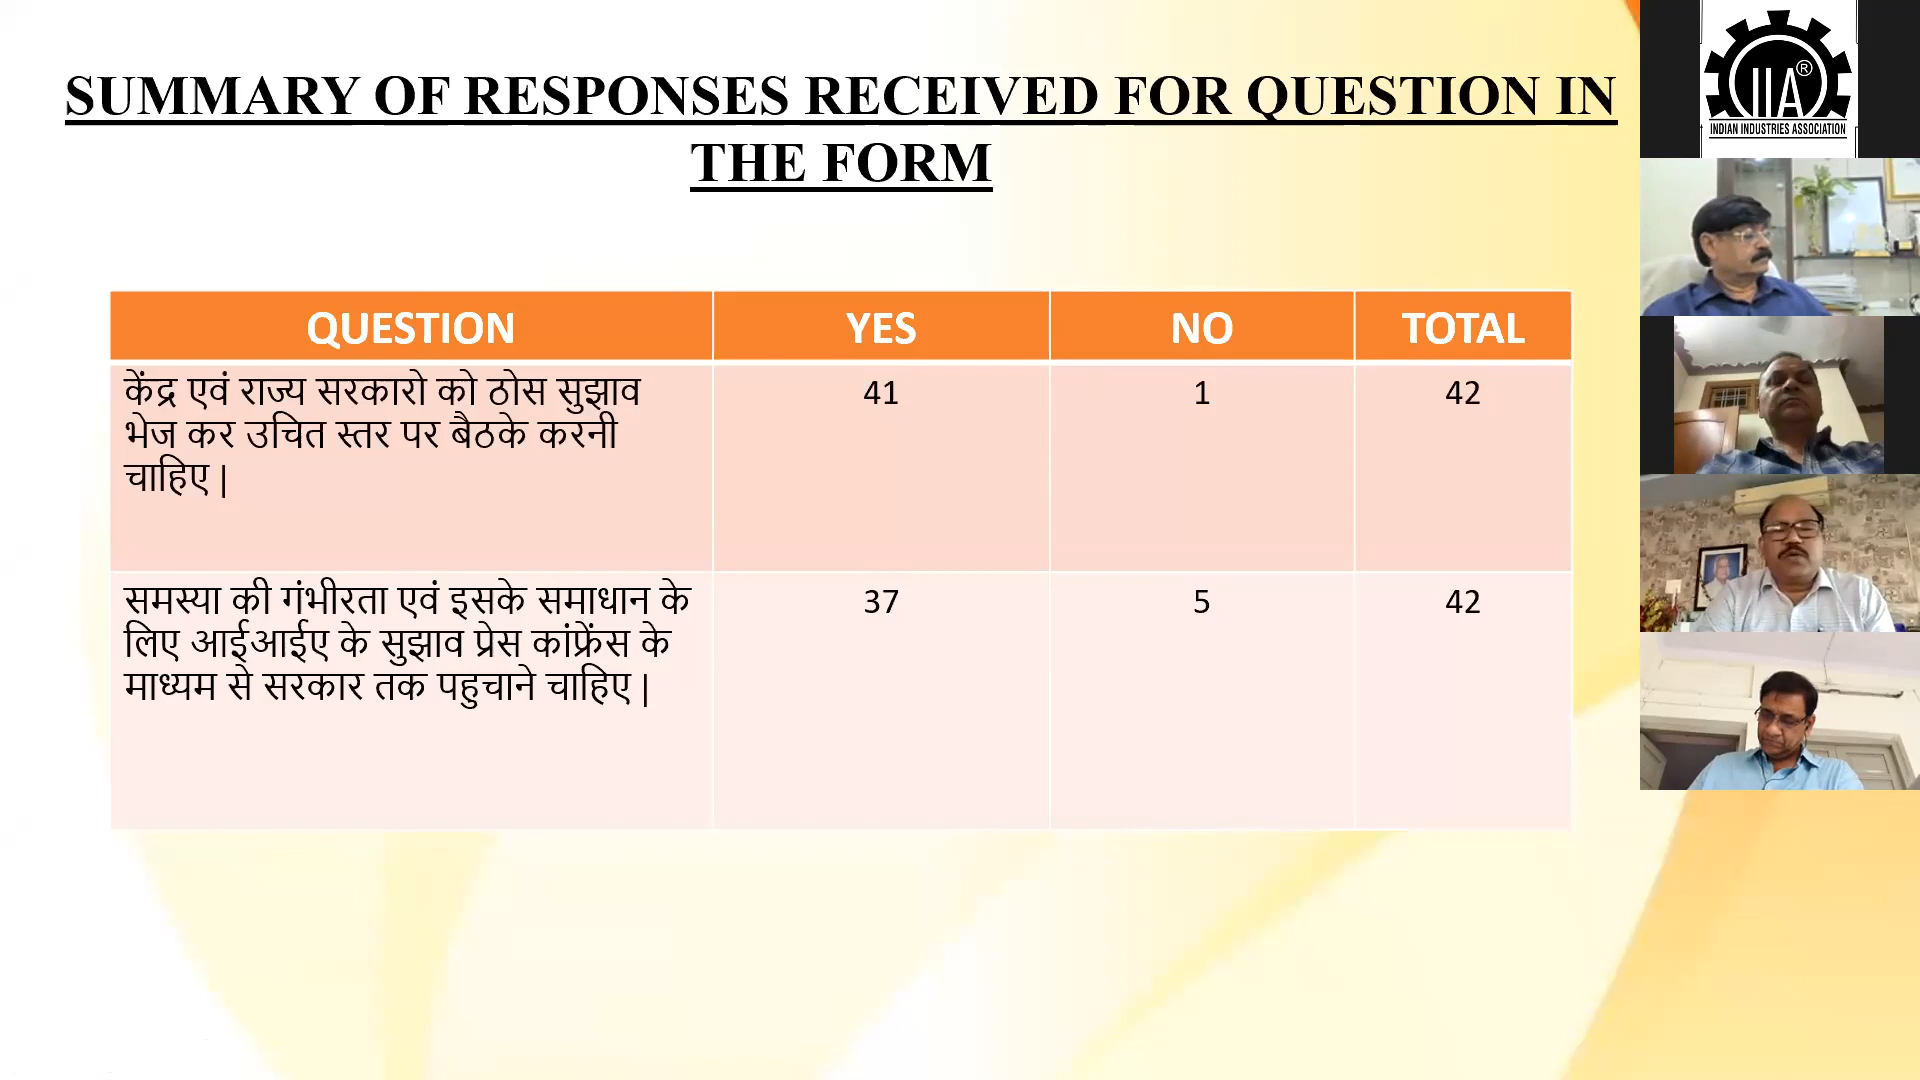 SUMMARY OF RESPONSES RECEIVED FOR QUESTION IN
THE FORM
QUESTION YES NO TOTAL
केंद्र एवं राज्य सरकारो को ठोस सुझाव 41 1 42
भेज कर उचित स्तर पर बैठके करनी
चाहिए |
समस्या की गंभीरता एवं इसके समाधान के 37 5 42
लिए आईआईए के सुझाव प्रेस कांफ्रेंस के
माध्यम से सरकार तक पहुचाने चाहिए |
IIA ®
INDIAN INDUSTRIES ASSOCIATION